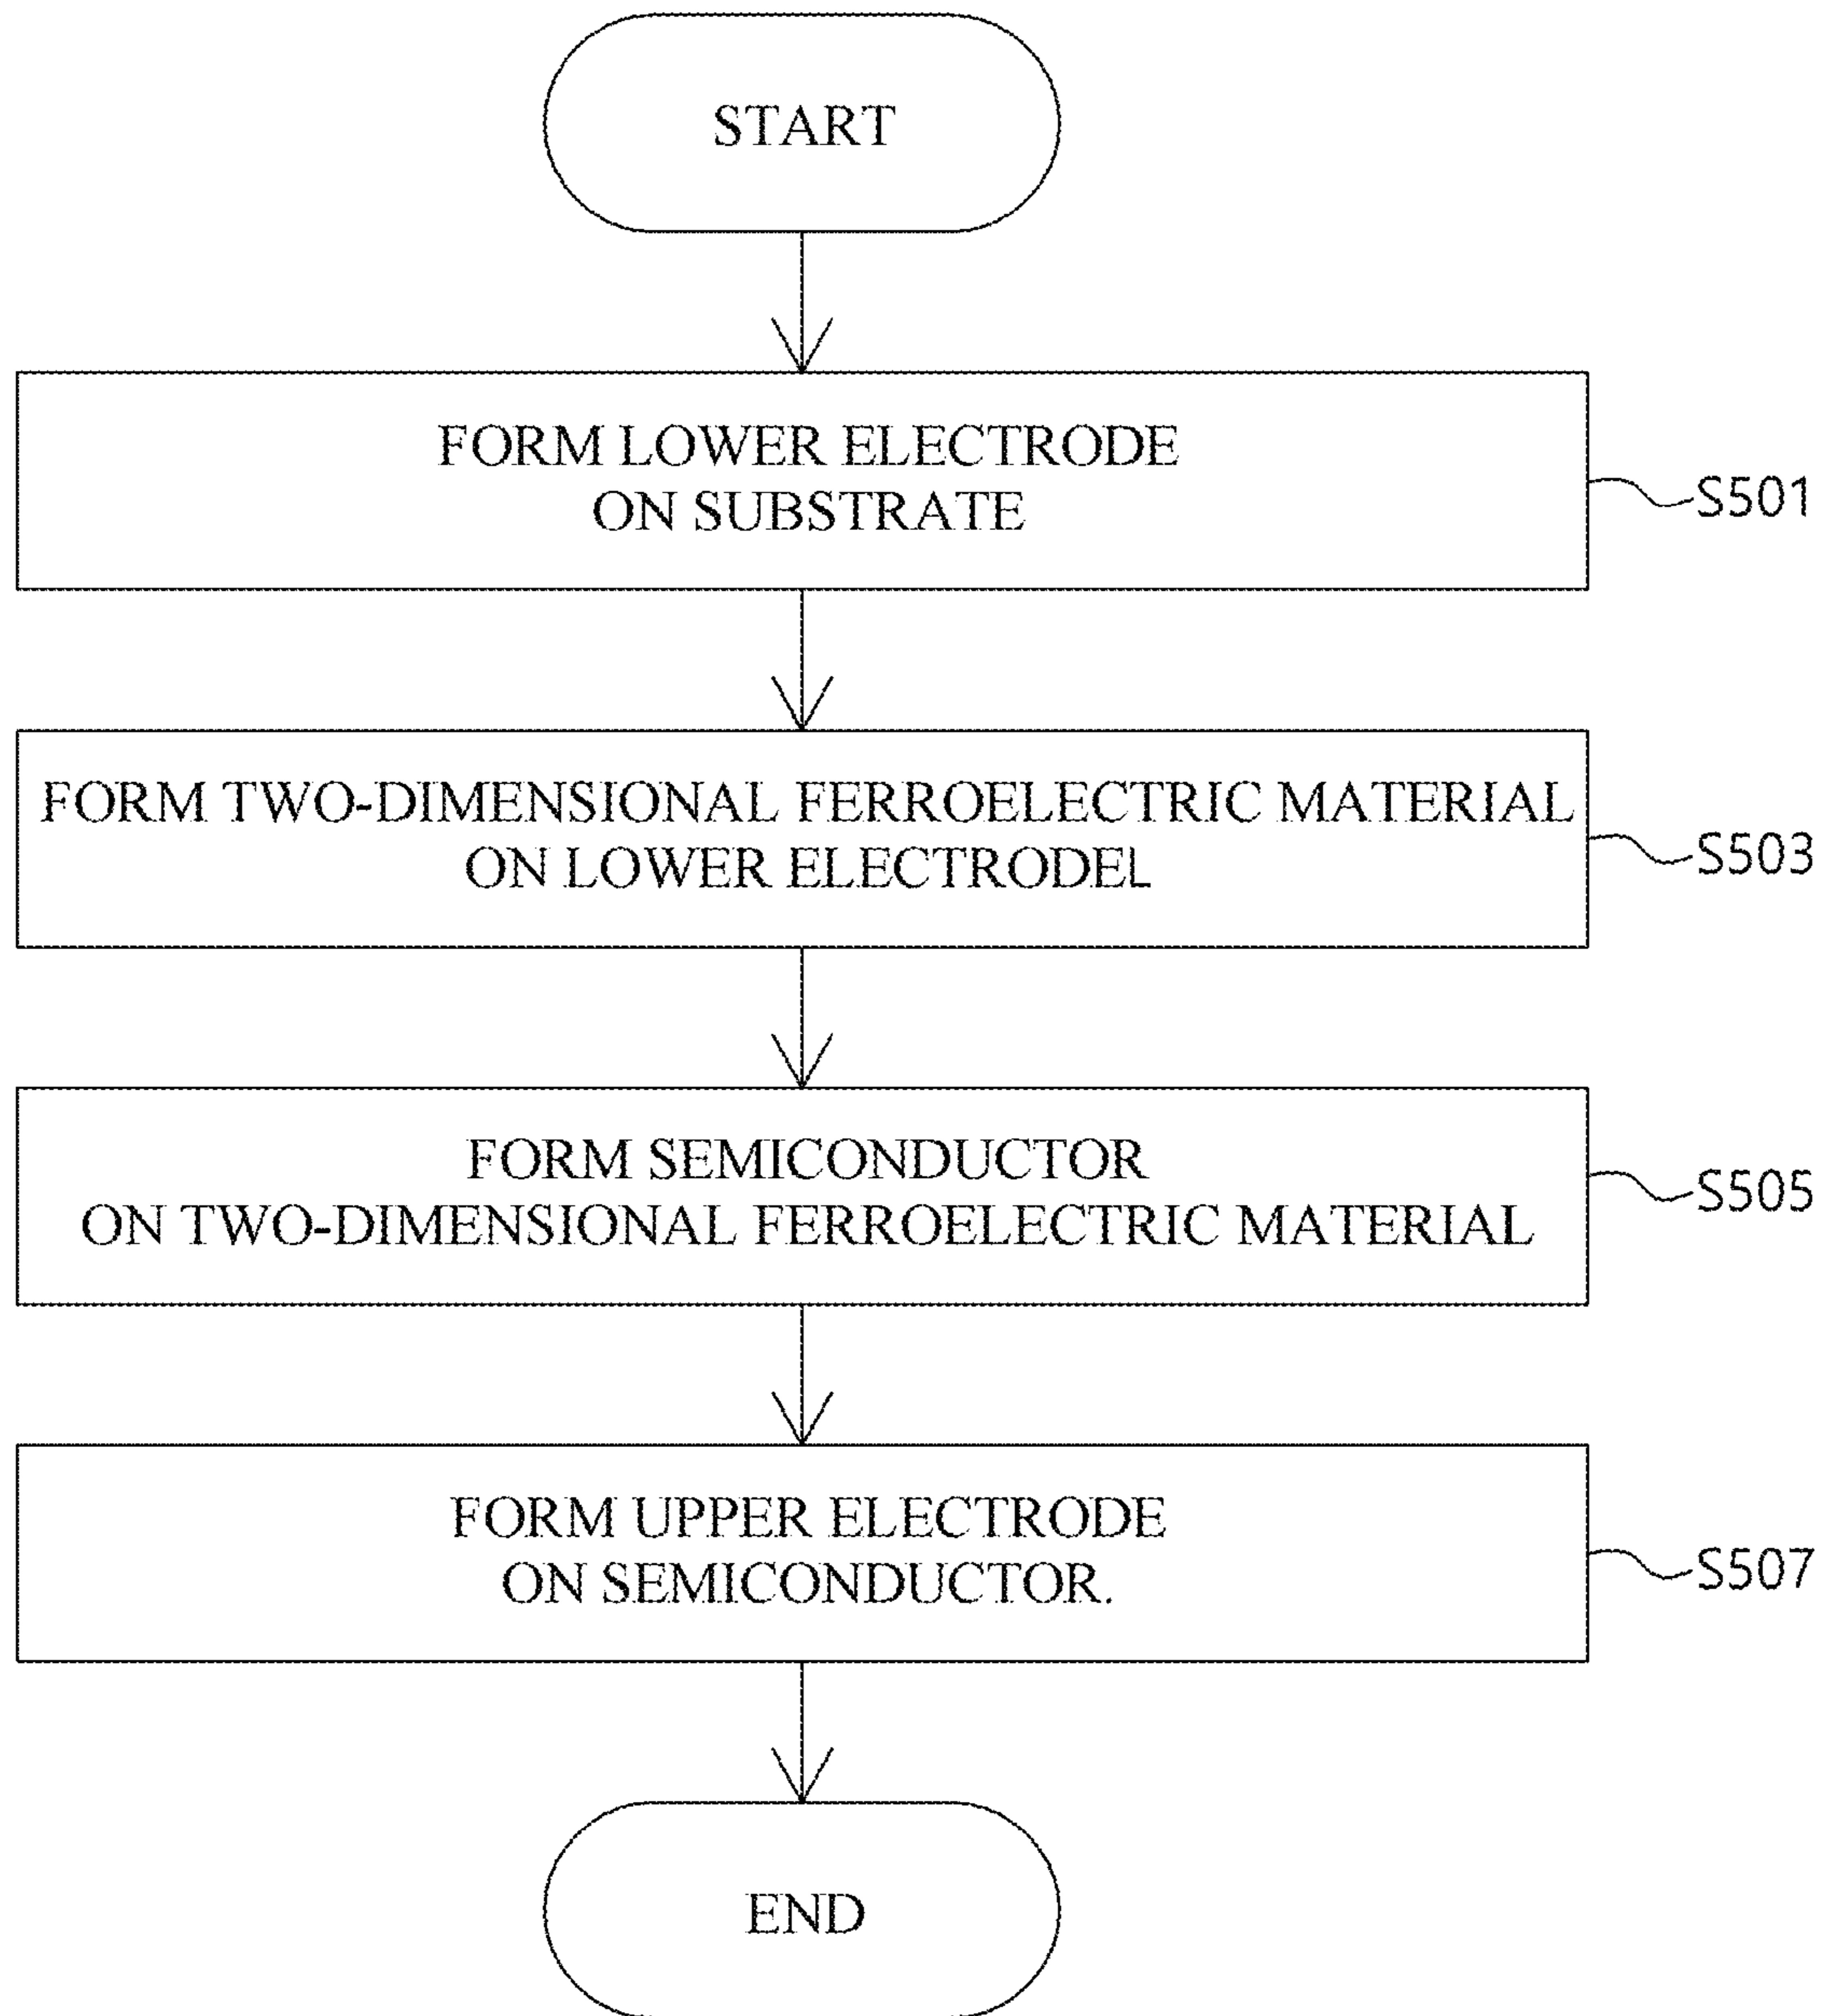 START
FORM LOWER ELECTRODE
ON SUBSTRATE
S501
FORM TWO-DIMENSIONAL FERROELECTRIC MATERIAL
ON LOWER ELECTRODEL
S503
FORM SEMICONDUCTOR
ON TWO-DIMENSIONAL FERROELECTRIC MATERIAL
S505
FORM UPPER ELECTRODE
ON SEMICONDUCTOR.
S507
END